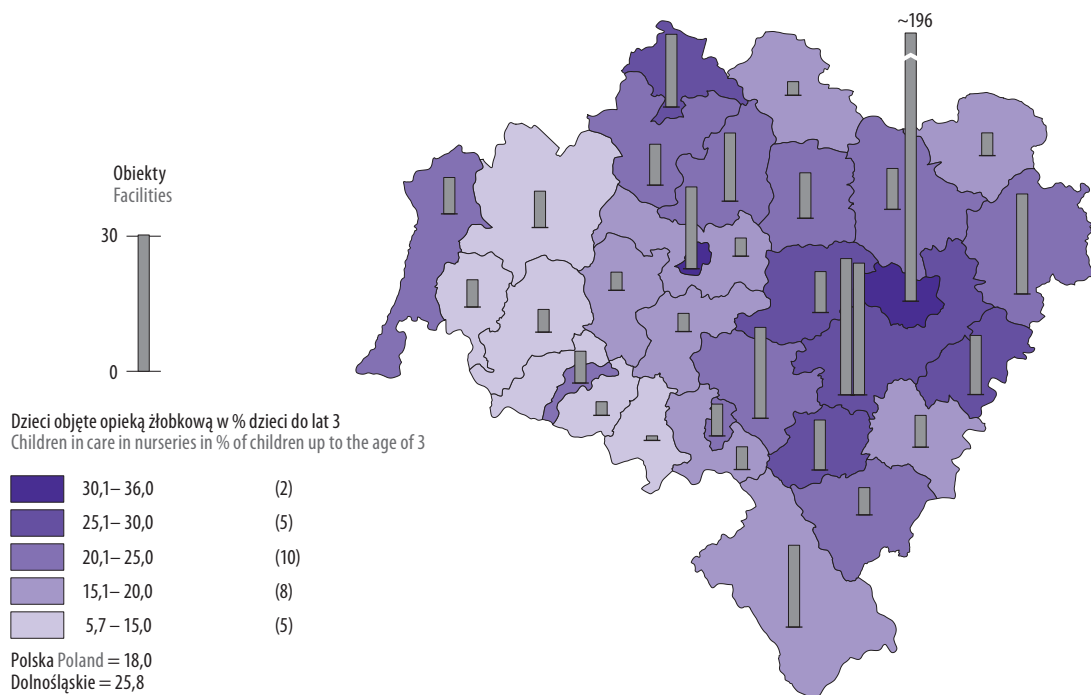 ~196
Obiekty
Facilities
30
0
Dzieci objęte opieką żłobkową w % dzieci do lat 3
Children in care in nurseries in % of children up to the age of 3
30,1– 36,0 (2)
25,1– 30,0 (5)
20,1– 25,0 (10)
15,1– 20,0 (8)
5,7 – 15,0 (5)
Polska Poland = 18,0
Dolnośląskie = 25,8